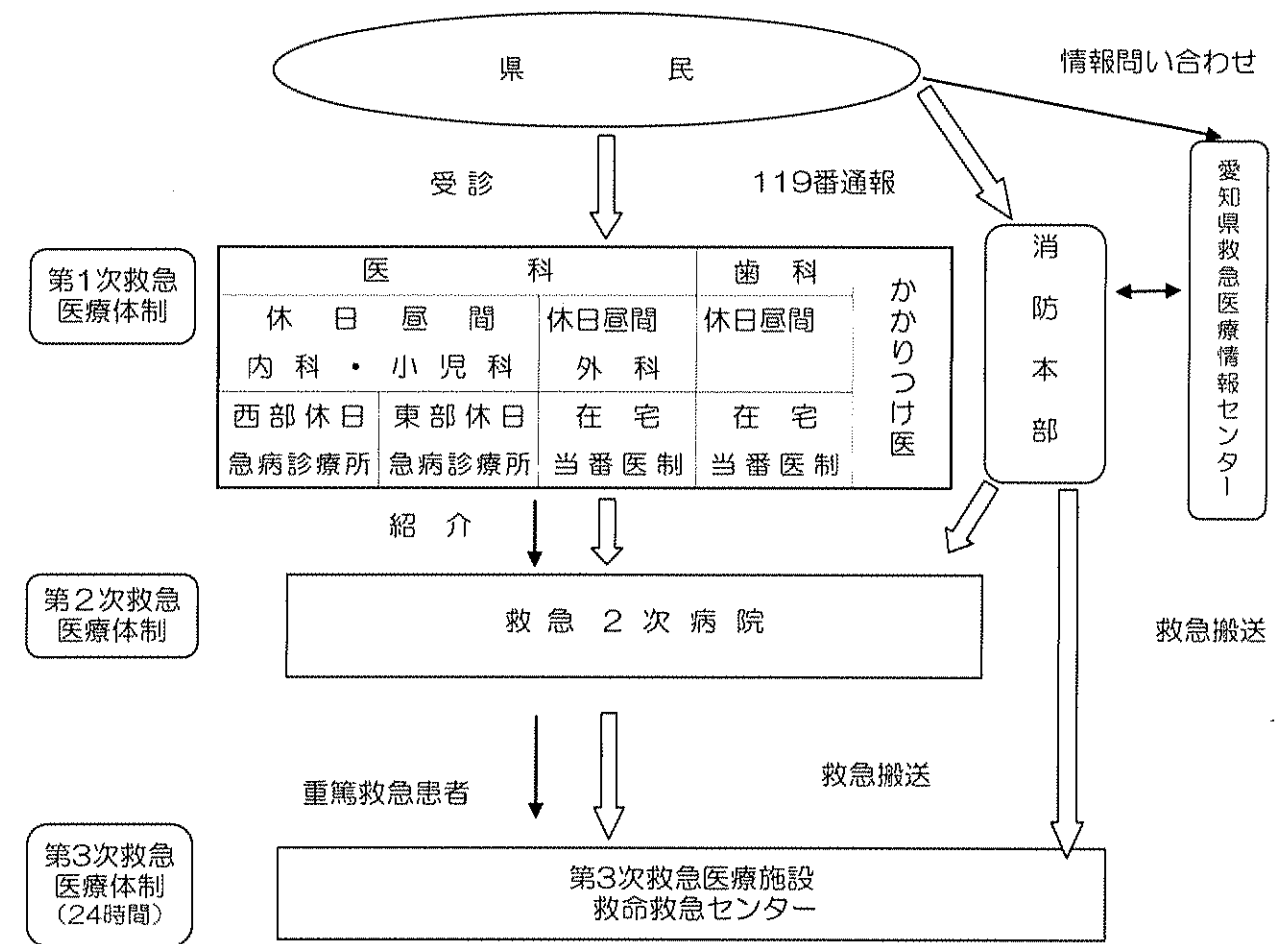 県 民
情報問い合わせ
受診
119番通報
愛知県救急医療情報センター
消防本部
第1次救急
医療体制
医 科
歯 科
かかりつけ医
休 日 昼 間
内 科 ・ 小 児 科
休日昼間
外 科
休日昼間
西部休日
急病診療所
東部休日
急病診療所
在 宅
当番医制
在 宅
当番医制
紹 介
第2次救急
医療体制
救 急 2 次 病 院
救急搬送
重篤救急患者
救急搬送
第3次救急
医療体制
(24時間)
第3次救急医療施設
救命救急センター